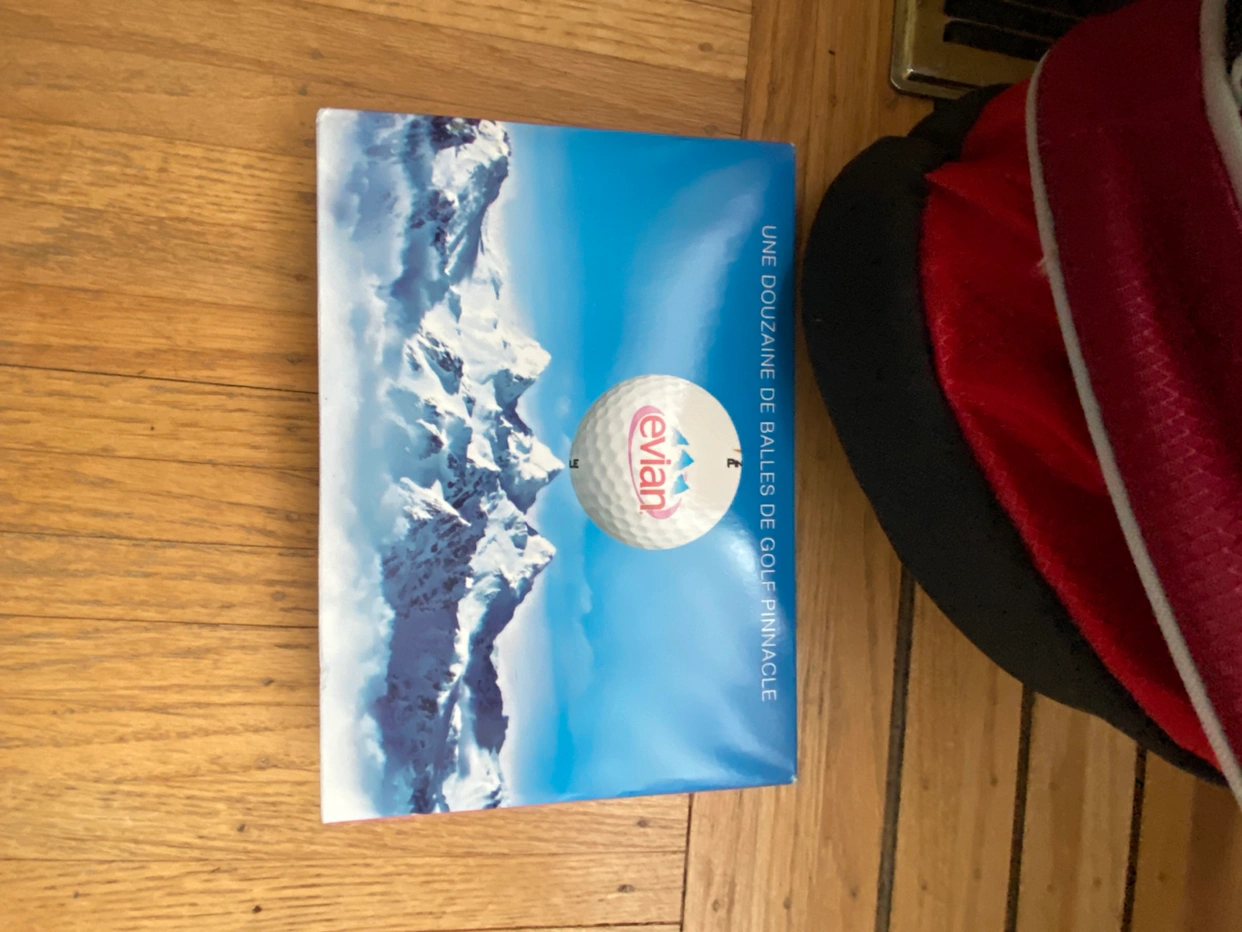 UNE DOUZAINE DE BALLES DE GOLF PINNACLE
evian